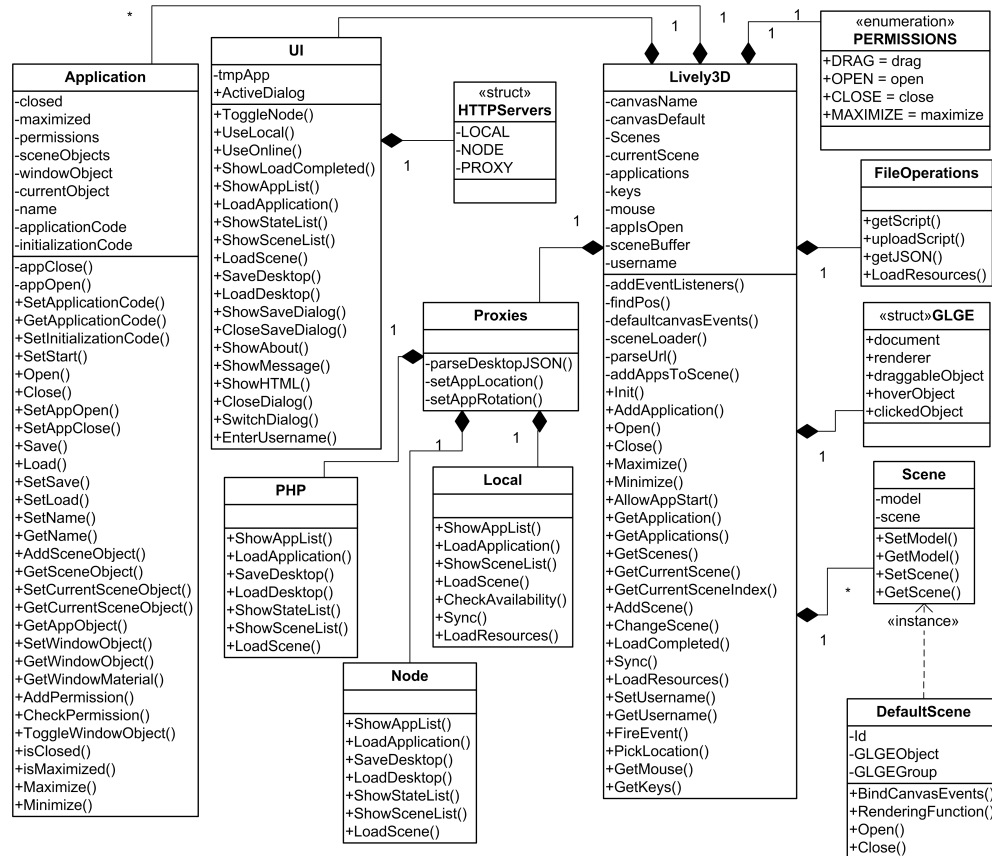 *
1
1
1
1
Application
-closed
-maximized
-permissions
-sceneObjects
-windowObject
-currentObject
-name
-applicationCode
-initializationCode
-appClose()
-appOpen()
+SetApplicationCode()
+GetApplicationCode()
+SetInitializationCode()
+SetStart()
+Open()
+Close()
+SetAppOpen()
+SetAppClose()
+Save()
+Load()
+SetSave()
+SetLoad()
+SetName()
+GetName()
+AddSceneObject()
+GetSceneObject()
+SetCurrentSceneObject()
+GetCurrentSceneObject()
+GetAppObject()
+SetWindowObject()
+GetWindowObject()
+GetWindowMaterial()
+AddPermission()
+CheckPermission()
+ToggleWindowObject()
+isClosed()
+isMaximized()
+Maximize()
+Minimize()
UI
-tmpApp
+ActiveDialog
+ToggleNode()
+UseLocal()
+UseOnline()
+ShowLoadCompleted()
+ShowAppList()
+LoadApplication()
+ShowStateList()
+ShowSceneList()
+LoadScene()
+SaveDesktop()
+LoadDesktop()
+ShowSaveDialog()
+CloseSaveDialog()
+ShowAbout()
+ShowMessage()
+ShowHTML()
+CloseDialog()
+SwitchDialog()
+EnterUsername()
1
«struct»
HTTPServers
-LOCAL
-NODE
-PROXY
1
Proxies
-parseDesktopJSON()
-setAppLocation()
-setAppRotation()
1
1
1
PHP
+ShowAppList()
+LoadApplication()
+SaveDesktop()
+LoadDesktop()
+ShowStateList()
+ShowSceneList()
+LoadScene()
Local
+ShowAppList()
+LoadApplication()
+ShowSceneList()
+LoadScene()
+CheckAvailability()
+Sync()
+LoadResources()
Node
+ShowAppList()
+LoadApplication()
+SaveDesktop()
+LoadDesktop()
+ShowStateList()
+ShowSceneList()
+LoadScene()
Lively3D
-canvasName
-canvasDefault
-Scenes
-currentScene
-applications
-keys
-mouse
-appIsOpen
-sceneBuffer
-username
-addEventListeners()
-findPos()
-defaultcanvasEvents()
-sceneLoader()
-parseUrl()
-addAppsToScene()
+Init()
+AddApplication()
+Open()
+Close()
+Maximize()
+Minimize()
+AllowAppStart()
+GetApplication()
+GetApplications()
+GetScenes()
+GetCurrentScene()
+GetCurrentSceneIndex()
+AddScene()
+ChangeScene()
+LoadCompleted()
+Sync()
+LoadResources()
+SetUsername()
+GetUsername()
+FireEvent()
+PickLocation()
+GetMouse()
+GetKeys()
«enumeration»
PERMISSIONS
+DRAG = drag
+OPEN = open
+CLOSE = close
+MAXIMIZE = maximize
FileOperations
+getScript()
+uploadScript()
+getJSON()
+LoadResources()
1
«struct»GLGE
+document
+renderer
+draggableObject
+hoverObject
+clickedObject
1
Scene
-model
-scene
+SetModel()
+GetModel()
+SetScene()
+GetScene()
*
1
«instance»
DefaultScene
-Id
-GLGEObject
-GLGEGroup
+BindCanvasEvents()
+RenderingFunction()
+Open()
+Close()